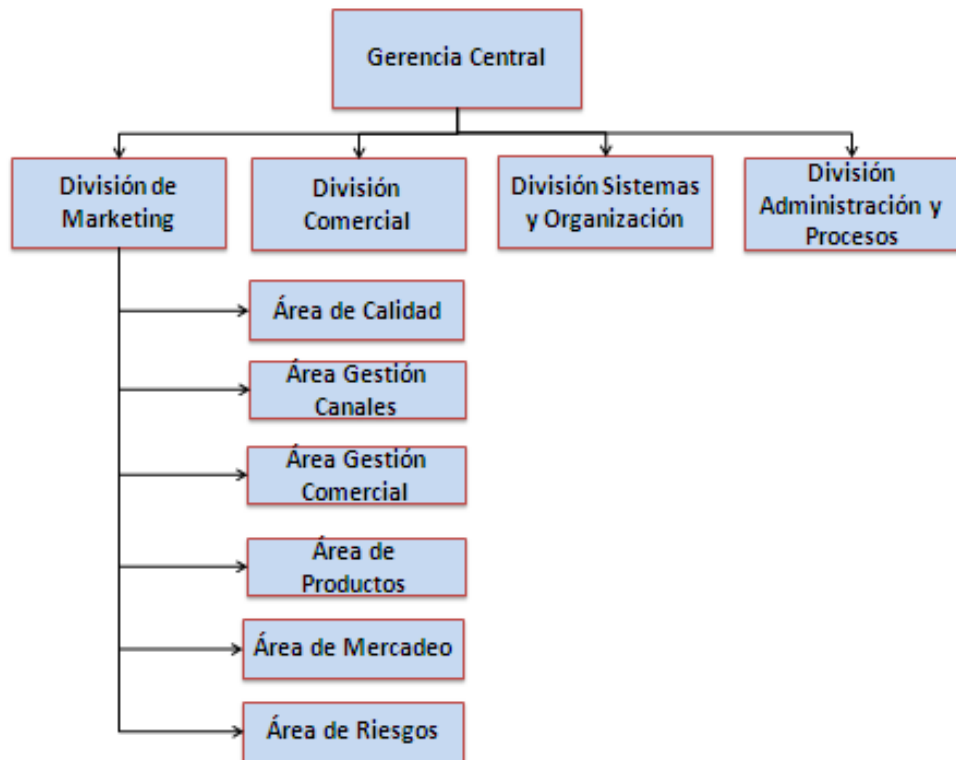 Gerencia Central
División de
Marketing
División
Comercial
División Sistemas
y Organización
División
Administración y
Procesos
Área de Calidad
Área Gestión
Canales
Área Gestión
Comercial
Área de
Productos
Área de Mercadeo
Área de Riesgos